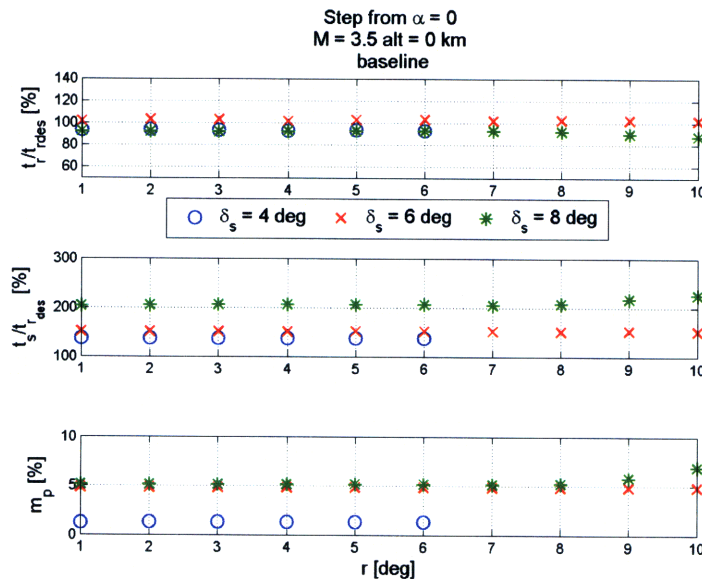 Step from α = 0
M = 3.5 alt = 0 km
baseline
t_r/t_rdes [%]
140
120
100
80
60
1 2 3 4 5 6 7 8 9 10
δ_s = 4 deg δ_s = 6 deg δ_s = 8 deg
t_s/t_r_des [%]
300
200
100
1 2 3 4 5 6 7 8 9 10
m_p [%]
10
5
0
1 2 3 4 5 6 7 8 9 10
r [deg]